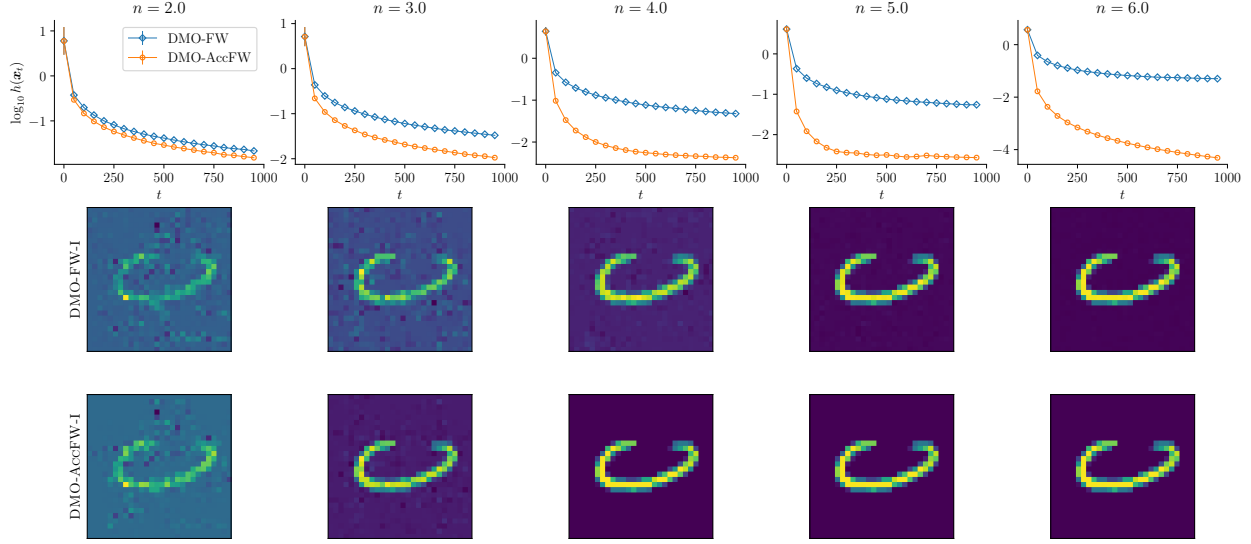 n = 2.0
n = 3.0
n = 4.0
n = 5.0
n = 6.0
log₁₀ h(𝒙ₜ)
DMO-FW
DMO-AccFW
1
0
−1
0
250
500
750
1000
t
1
0
−1
−2
0
250
500
750
1000
t
0
−1
−2
0
250
500
750
1000
t
0
−1
−2
0
250
500
750
1000
t
0
−2
−4
0
250
500
750
1000
t
DMO-FW-I
DMO-AccFW-I